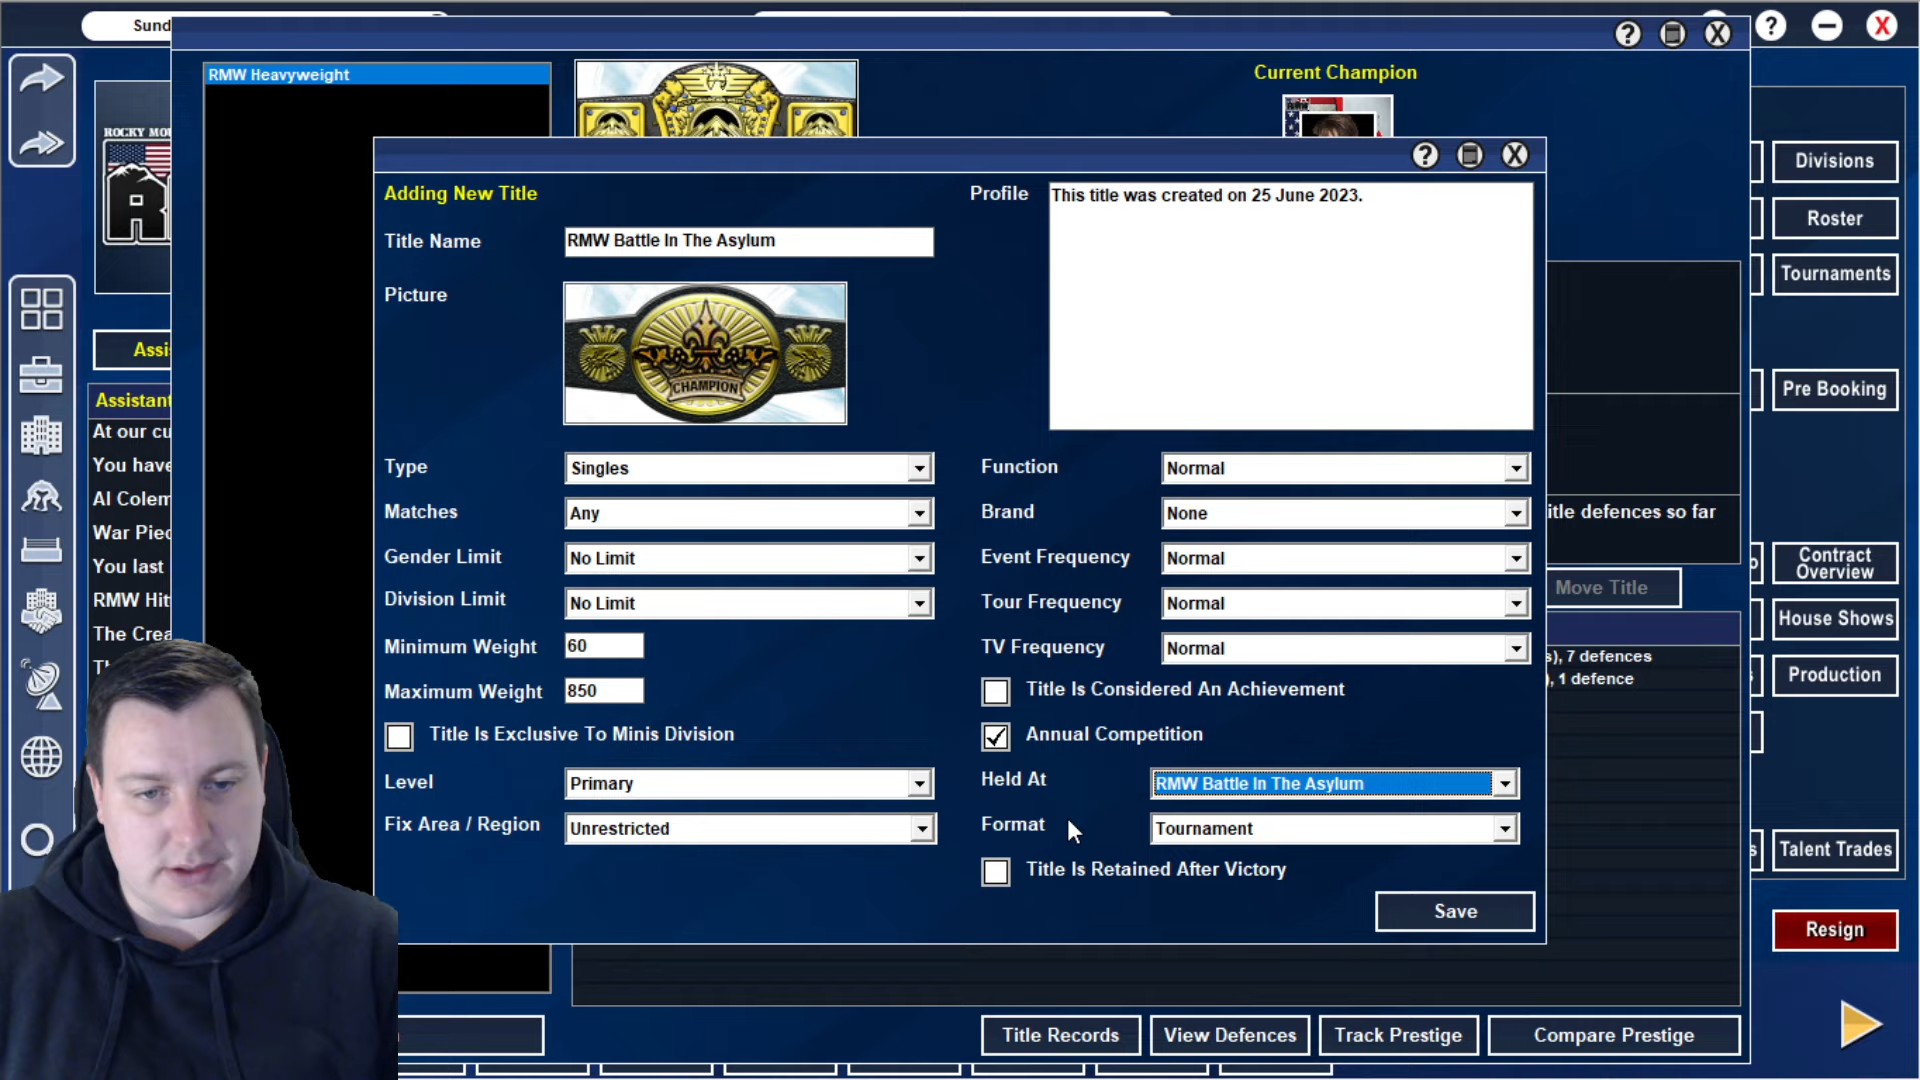 Sund
RMW Heavyweight
Current Champion
ROCKY MOU
Adding New Title
Profile
This title was created on 25 June 2023.
Title Name
RMW Battle In The Asylum
Picture
CHAMPION
Type
Singles
Function
Normal
Matches
Any
Brand
None
Gender Limit
No Limit
Event Frequency
Normal
Division Limit
No Limit
Tour Frequency
Normal
Minimum Weight
60
TV Frequency
Normal
Maximum Weight
850
Title Is Considered An Achievement
Title Is Exclusive To Minis Division
Annual Competition
Level
Primary
Held At
RMW Battle In The Asylum
Fix Area / Region
Unrestricted
Format
Tournament
Title Is Retained After Victory
Save
Assi
Assistant
At our cu
You have
Al Colem
War Piec
You last
RMW Hit
The Crea
itle defences so far
Move Title
s), 7 defences
), 1 defence
Title Records
View Defences
Track Prestige
Compare Prestige
Divisions
Roster
Tournaments
Pre Booking
Contract
Overview
House Shows
Production
Talent Trades
Resign